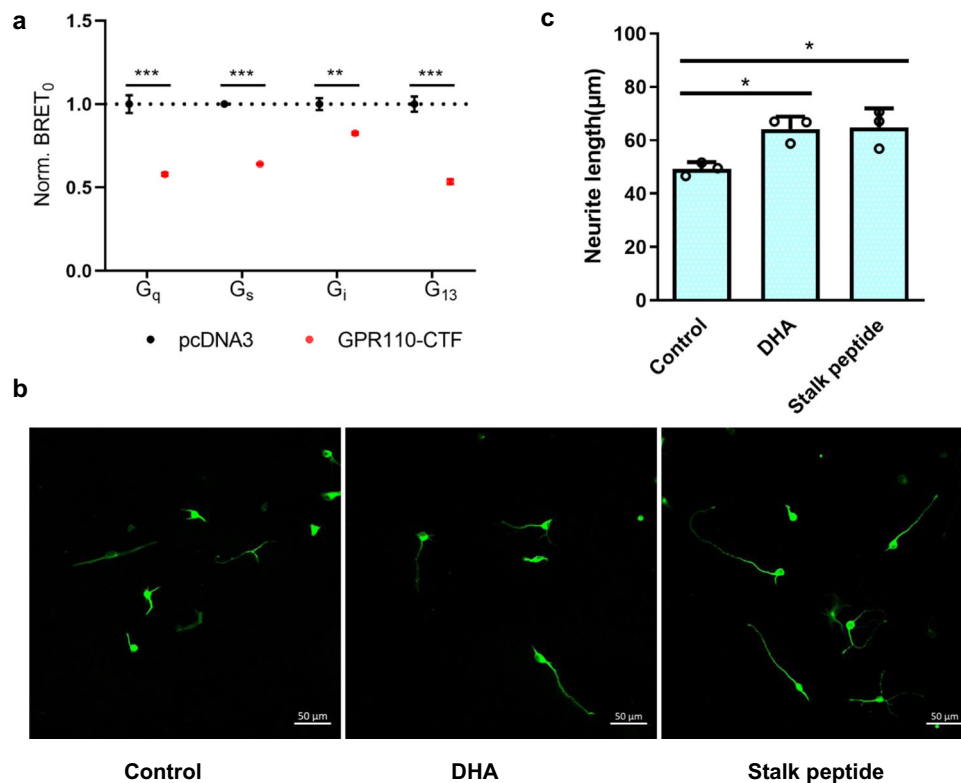 a
Norm. BRET0
1.5
1.0
0.5
0.0
*** *** ** ***
Gq Gs Gi G13
pcDNA3 GPR110-CTF
c
Neurite length(μm)
100
80
60
40
20
0
*
*
Control
DHA
Stalk peptide
b
50 μm 50 μm 50 μm
Control DHA Stalk peptide